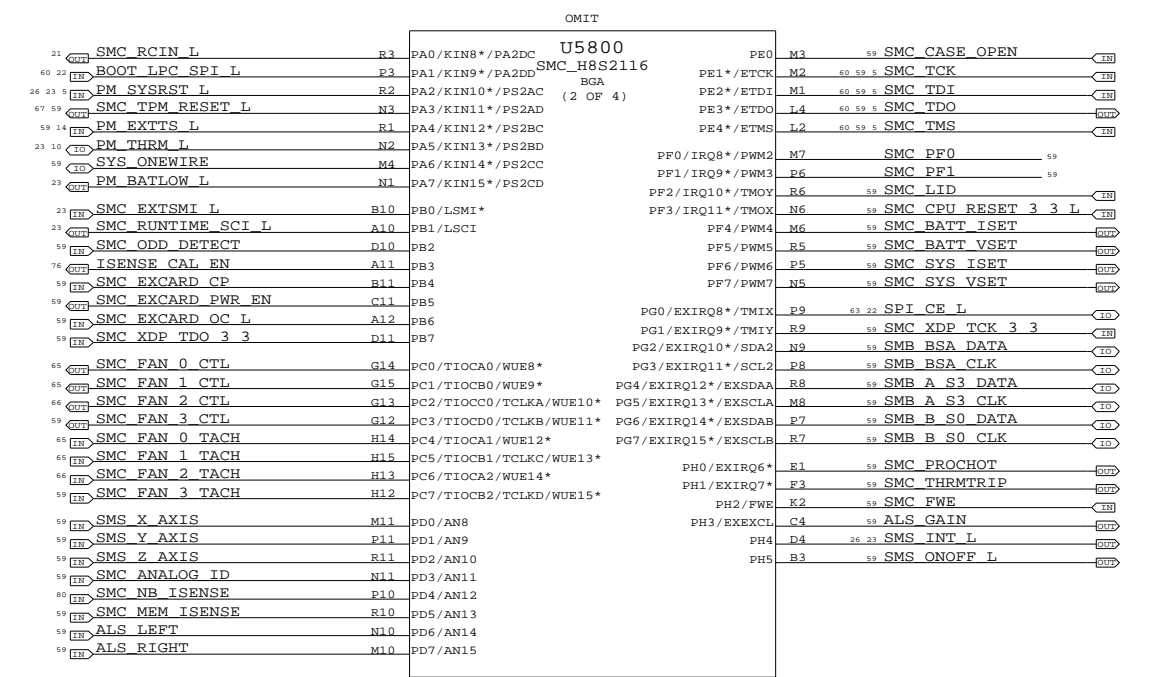 OMIT
U5800
SMC_H8S2116
BGA
(2 OF 4)
21 OUT SMC_RCIN_L R3 PA0/KIN8*/PA2DC
60 22 IN BOOT_LPC_SPI_L P3 PA1/KIN9*/PA2DD
26 23 5 IN PM_SYSRST_L R2 PA2/KIN10*/PS2AC
67 59 OUT SMC_TPM_RESET_L N3 PA3/KIN11*/PS2AD
59 14 IN PM_EXTTS_L R1 PA4/KIN12*/PS2BC
23 10 IO PM_THRM_L N2 PA5/KIN13*/PS2BD
59 IO SYS_ONEWIRE M4 PA6/KIN14*/PS2CC
23 OUT PM_BATLOW_L N1 PA7/KIN15*/PS2CD
23 IN SMC_EXTSMI_L B10 PB0/LSMI*
23 OUT SMC_RUNTIME_SCI_L A10 PB1/LSCI
59 IN SMC_ODD_DETECT D10 PB2
76 OUT ISENSE_CAL_EN A11 PB3
59 IN SMC_EXCARD_CP B11 PB4
59 OUT SMC_EXCARD_PWR_EN C11 PB5
59 IN SMC_EXCARD_OC_L A12 PB6
59 IN SMC_XDP_TDO_3_3 D11 PB7
65 OUT SMC_FAN_0_CTL G14 PC0/TIOCA0/WUE8*
65 OUT SMC_FAN_1_CTL G15 PC1/TIOCB0/WUE9*
66 OUT SMC_FAN_2_CTL G13 PC2/TIOCC0/TCLKA/WUE10*
59 OUT SMC_FAN_3_CTL G12 PC3/TIOCD0/TCLKB/WUE11*
65 IN SMC_FAN_0_TACH H14 PC4/TIOCA1/WUE12*
65 IN SMC_FAN_1_TACH H15 PC5/TIOCB1/TCLKC/WUE13*
66 IN SMC_FAN_2_TACH H13 PC6/TIOCA2/WUE14*
59 IN SMC_FAN_3_TACH H12 PC7/TIOCB2/TCLKD/WUE15*
59 IN SMS_X_AXIS M11 PD0/AN8
59 IN SMS_Y_AXIS P11 PD1/AN9
59 IN SMS_Z_AXIS R11 PD2/AN10
59 IN SMC_ANALOG_ID N11 PD3/AN11
80 IN SMC_NB_ISENSE P10 PD4/AN12
59 IN SMC_MEM_ISENSE R10 PD5/AN13
59 IN ALS_LEFT N10 PD6/AN14
59 IN ALS_RIGHT M10 PD7/AN15
PE0 M3 59 SMC_CASE_OPEN IN
PE1*/ETCK M2 60 59 5 SMC_TCK IN
PE2*/ETDI M1 60 59 5 SMC_TDI IN
PE3*/ETDO L4 60 59 5 SMC_TDO OUT
PE4*/ETMS L2 60 59 5 SMC_TMS IN
PF0/IRQ8*/PWM2 M7 SMC_PF0 59
PF1/IRQ9*/PWM3 P6 SMC_PF1 59
PF2/IRQ10*/TMOY R6 59 SMC_LID IN
PF3/IRQ11*/TMOX N6 59 SMC_CPU_RESET_3_3_L IN
PF4/PWM4 M6 59 SMC_BATT_ISET OUT
PF5/PWM5 R5 59 SMC_BATT_VSET OUT
PF6/PWM6 P5 59 SMC_SYS_ISET OUT
PF7/PWM7 N5 59 SMC_SYS_VSET OUT
PG0/EXIRQ8*/TMIX P9 63 22 SPI_CE_L IO
PG1/EXIRQ9*/TMIY R9 59 SMC_XDP_TCK_3_3 IN
PG2/EXIRQ10*/SDA2 N9 59 SMB_BSA_DATA IO
PG3/EXIRQ11*/SCL2 P8 59 SMB_BSA_CLK IO
PG4/EXIRQ12*/EXSDAA R8 59 SMB_A_S3_DATA IO
PG5/EXIRQ13*/EXSCLA M8 59 SMB_A_S3_CLK IO
PG6/EXIRQ14*/EXSDAB P7 59 SMB_B_S0_DATA IO
PG7/EXIRQ15*/EXSCLB R7 59 SMB_B_S0_CLK IO
PH0/EXIRQ6* E1 59 SMC_PROCHOT OUT
PH1/EXIRQ7* F3 59 SMC_THRMTRIP OUT
PH2/FWE K2 59 SMC_FWE IN
PH3/EXEXCL C4 59 ALS_GAIN OUT
PH4 D4 26 23 SMS_INT_L OUT
PH5 B3 59 SMS_ONOFF_L OUT